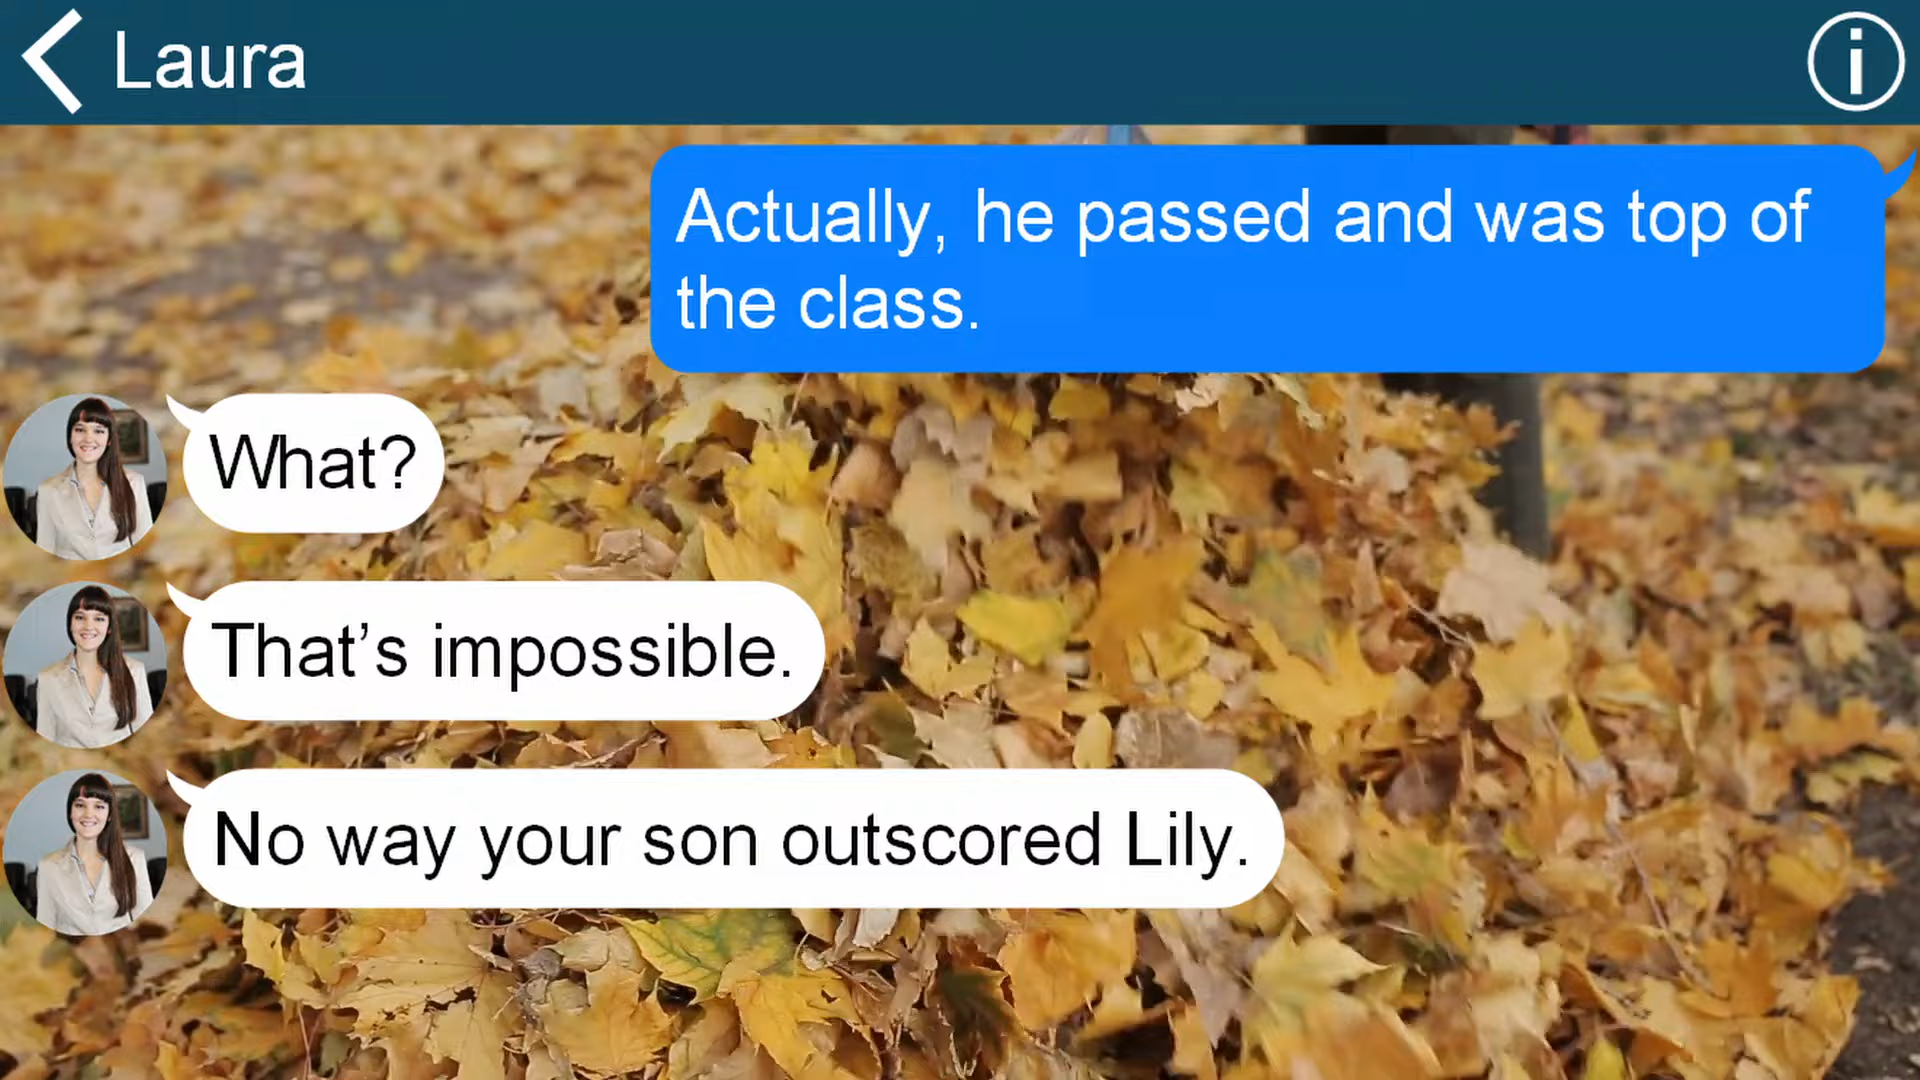 Laura
Actually, he passed and was top of
the class.
What?
That’s impossible.
No way your son outscored Lily.